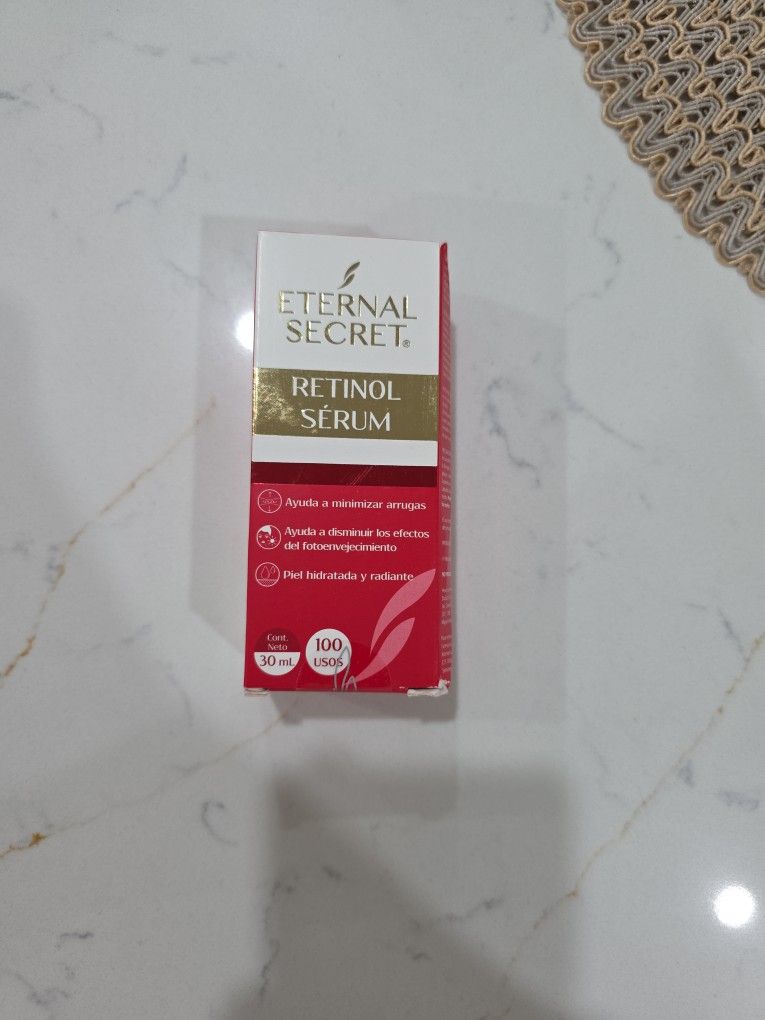 ETERNAL
SECRET®
RETINOL
SÉRUM
Ayuda a minimizar arrugas
Ayuda a disminuir los efectos
del fotoenvejecimiento
Piel hidratada y radiante
Cont.
Neto
30 mL
100
USOS